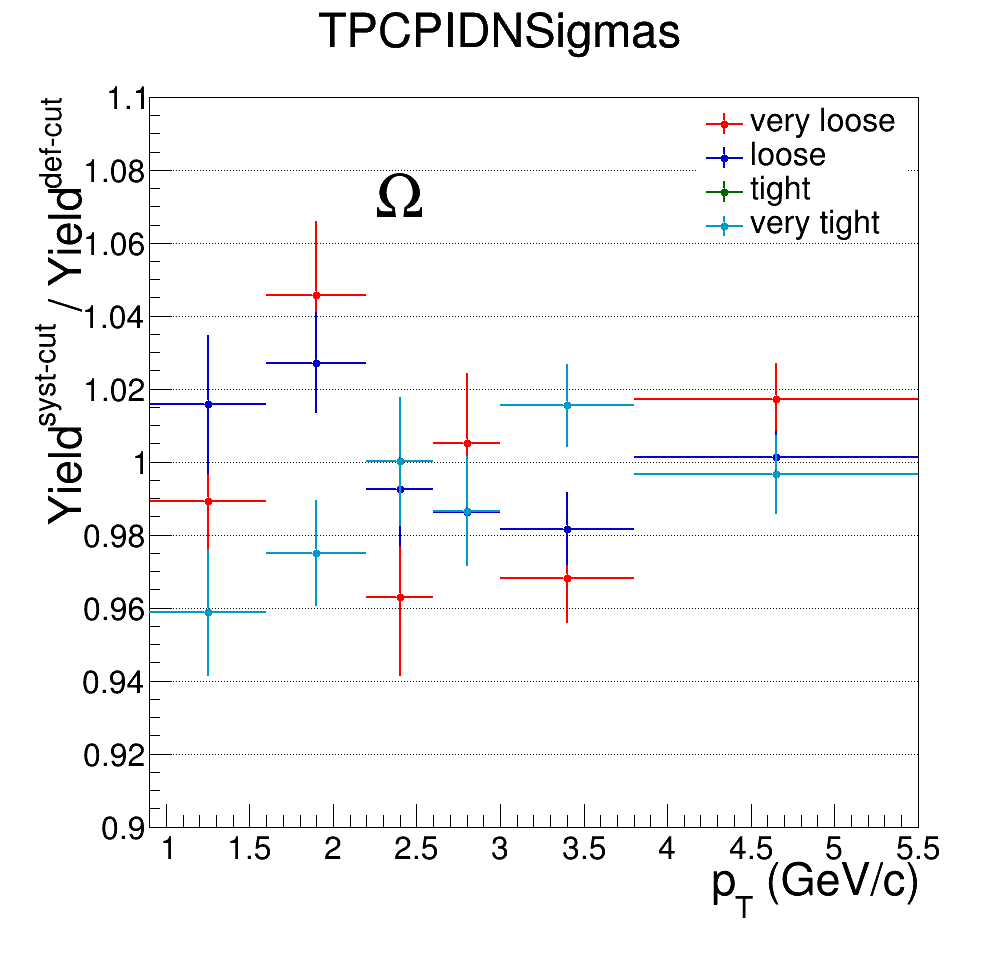 TPCPIDNSigmas
Yield^syst-cut / Yield^def-cut
1.1
1.08
1.06
1.04
1.02
1
0.98
0.96
0.94
0.92
0.9
Ω
very loose
loose
tight
very tight
1 1.5 2 2.5 3 3.5 4 4.5 5 5.5
p_T (GeV/c)